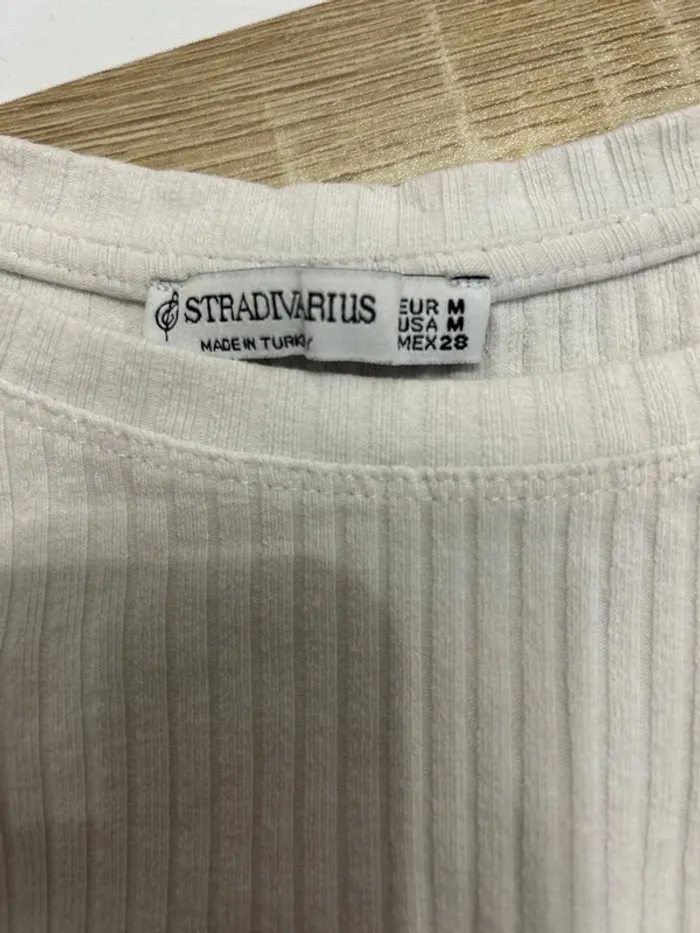 STRADIVARIUS
MADE IN TURKEY
EUR M
USA M
MEX 28